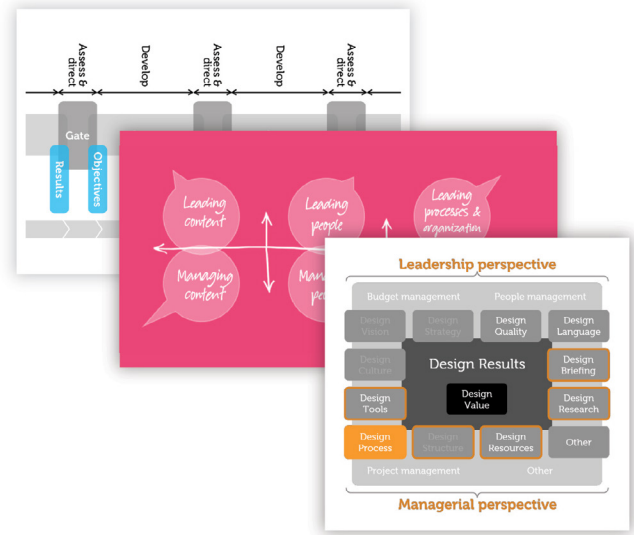 Assess &
direct
Develop
Assess &
direct
Develop
Assess &
direct
Gate
Results
Objectives
Leading
content
Leading
people
Leading
processes &
organization
Managing
content
Leadership perspective
Budget management
People management
Design
Vision
Design
Strategy
Design
Quality
Design
Language
Design
Culture
Design Results
Design
Briefing
Design
Tools
Design
Value
Design
Research
Design
Process
Design
Structure
Design
Resources
Other
Project management
Other
Managerial perspective